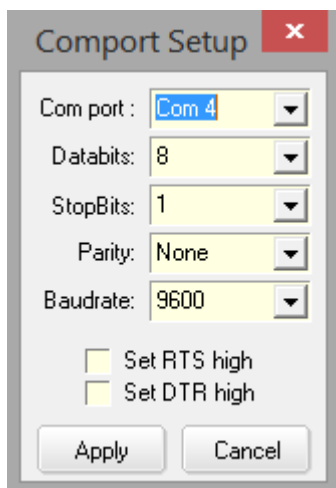 Comport Setup x
Com port : Com 4
Databits: 8
StopBits: 1
Parity: None
Baudrate: 9600
Set RTS high
Set DTR high
Apply Cancel